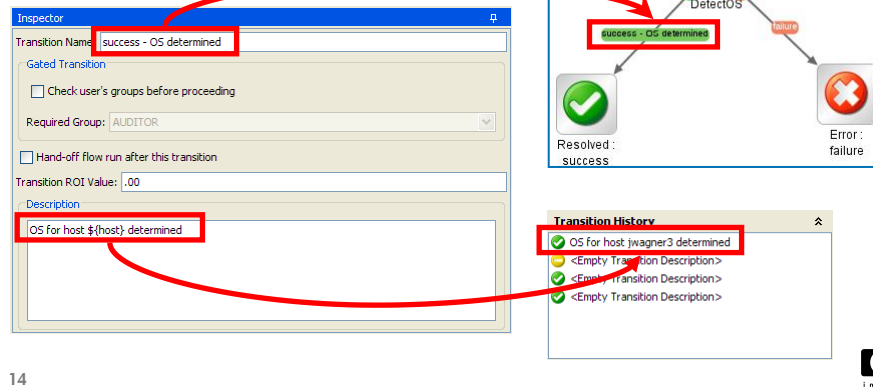 Inspector
Transition Name: success - OS determined
Gated Transition
Check user's groups before proceeding
Required Group: AUDITOR
Hand-off flow run after this transition
Transition ROI Value: .00
Description
OS for host ${host} determined
DetectOS
success - OS determined
failure
Resolved :
success
Error :
failure
Transition History
OS for host jwagner3 determined
<Empty Transition Description>
<Empty Transition Description>
<Empty Transition Description>
14